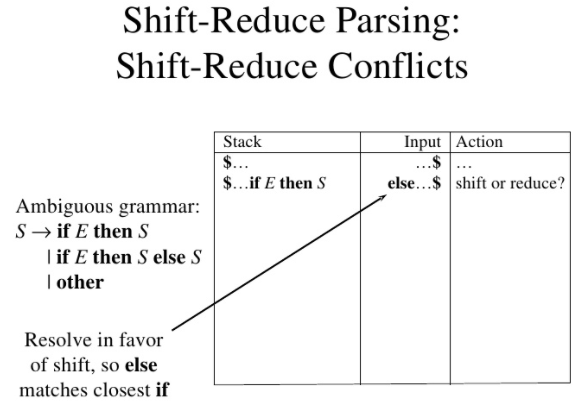 Shift-Reduce Parsing:
Shift-Reduce Conflicts
Stack Input Action
$… …$ …
$…if E then S else…$ shift or reduce?
Ambiguous grammar:
S → if E then S
| if E then S else S
| other
Resolve in favor
of shift, so else
matches closest if